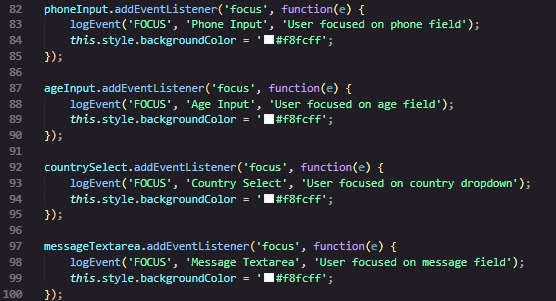 82 phoneInput.addEventListener('focus', function(e) {
83     logEvent('FOCUS', 'Phone Input', 'User focused on phone field');
84     this.style.backgroundColor = '#f8fcff';
85 });
86
87 ageInput.addEventListener('focus', function(e) {
88     logEvent('FOCUS', 'Age Input', 'User focused on age field');
89     this.style.backgroundColor = '#f8fcff';
90 });
91
92 countrySelect.addEventListener('focus', function(e) {
93     logEvent('FOCUS', 'Country Select', 'User focused on country dropdown');
94     this.style.backgroundColor = '#f8fcff';
95 });
96
97 messageTextarea.addEventListener('focus', function(e) {
98     logEvent('FOCUS', 'Message Textarea', 'User focused on message field');
99     this.style.backgroundColor = '#f8fcff';
100 });